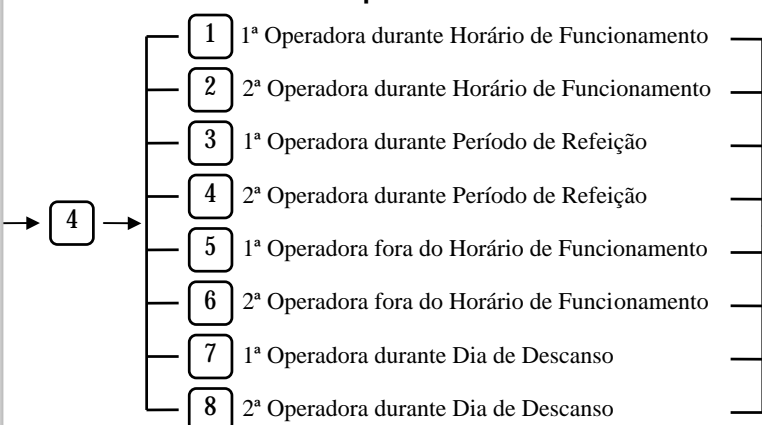 1 1ª Operadora durante Horário de Funcionamento
2 2ª Operadora durante Horário de Funcionamento
3 1ª Operadora durante Período de Refeição
4 2ª Operadora durante Período de Refeição
4
5 1ª Operadora fora do Horário de Funcionamento
6 2ª Operadora fora do Horário de Funcionamento
7 1ª Operadora durante Dia de Descanso
8 2ª Operadora durante Dia de Descanso